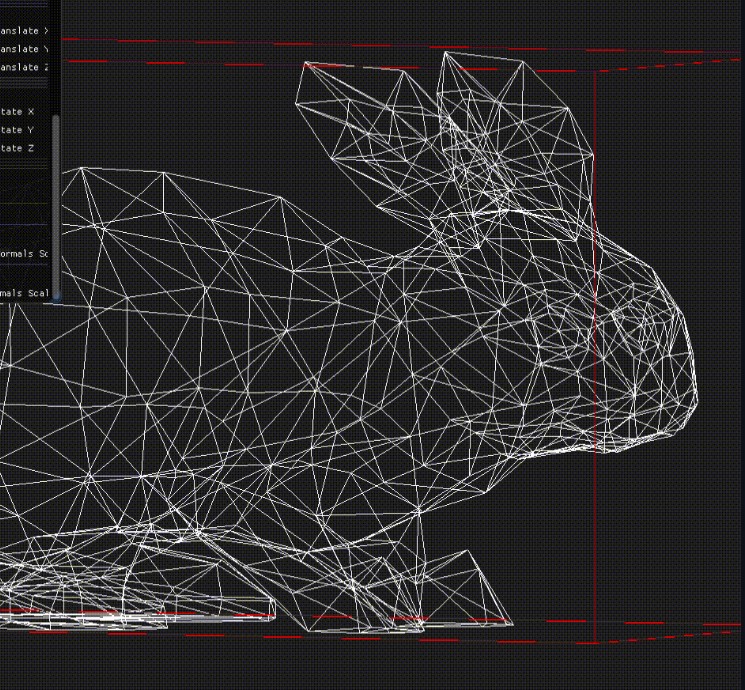 anslate X
anslate Y
anslate Z
tate X
tate Y
tate Z
ormals Sc
mals Scal